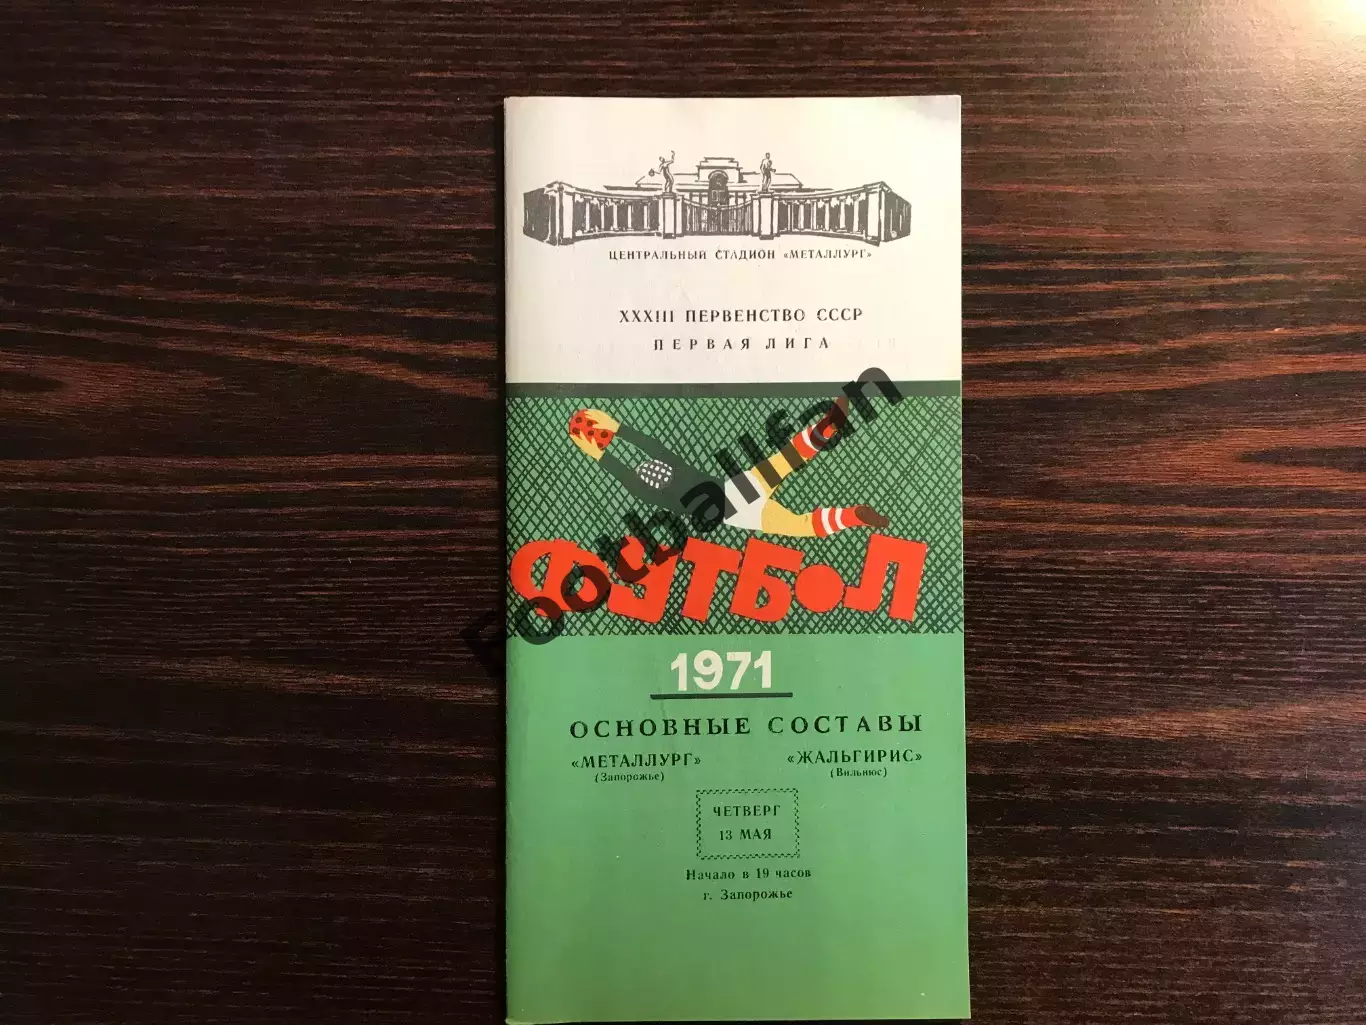 ЦЕНТРАЛЬНЫЙ СТАДИОН «МЕТАЛЛУРГ»
XXXIII ПЕРВЕНСТВО СССР
ПЕРВАЯ ЛИГА
ФУТБОЛ
Footballfan
1971
ОСНОВНЫЕ СОСТАВЫ
«МЕТАЛЛУРГ» «ЖАЛЬГИРИС»
(Запорожье) (Вильнюс)
ЧЕТВЕРГ
13 МАЯ
Начало в 19 часов
г. Запорожье